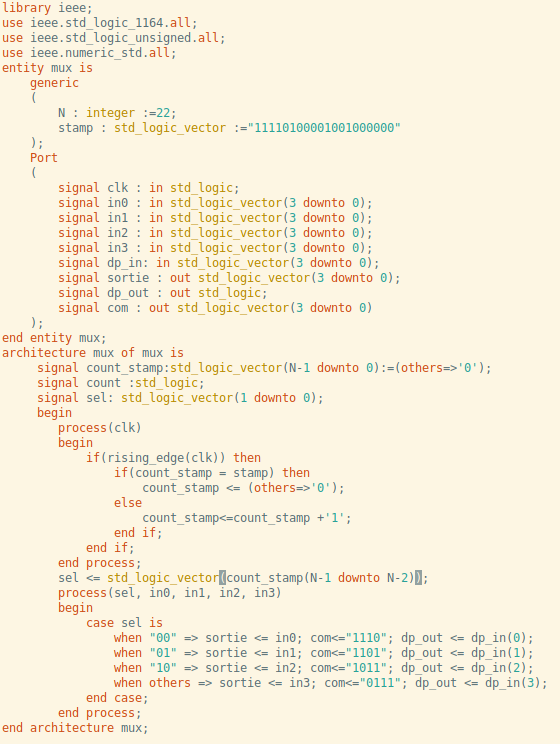 library ieee;
use ieee.std_logic_1164.all;
use ieee.std_logic_unsigned.all;
use ieee.numeric_std.all;
entity mux is
    generic
    (
        N : integer :=22;
        stamp : std_logic_vector :="11110100001001000000"
    );
    Port
    (
        signal clk : in std_logic;
        signal in0 : in std_logic_vector(3 downto 0);
        signal in1 : in std_logic_vector(3 downto 0);
        signal in2 : in std_logic_vector(3 downto 0);
        signal in3 : in std_logic_vector(3 downto 0);
        signal dp_in: in std_logic_vector(3 downto 0);
        signal sortie : out std_logic_vector(3 downto 0);
        signal dp_out : out std_logic;
        signal com : out std_logic_vector(3 downto 0)
    );
end entity mux;
architecture mux of mux is
     signal count_stamp:std_logic_vector(N-1 downto 0):=(others=>'0');
     signal count :std_logic;
     signal sel: std_logic_vector(1 downto 0);
     begin
        process(clk)
        begin
            if(rising_edge(clk)) then
                if(count_stamp = stamp) then
                    count_stamp <= (others=>'0');
                else
                    count_stamp<=count_stamp +'1';
                end if;
            end if;
        end process;
        sel <= std_logic_vector(count_stamp(N-1 downto N-2));
        process(sel, in0, in1, in2, in3)
        begin
            case sel is
                when "00" => sortie <= in0; com<="1110"; dp_out <= dp_in(0);
                when "01" => sortie <= in1; com<="1101"; dp_out <= dp_in(1);
                when "10" => sortie <= in2; com<="1011"; dp_out <= dp_in(2);
                when others => sortie <= in3; com<="0111"; dp_out <= dp_in(3);
            end case;
        end process;
end architecture mux;